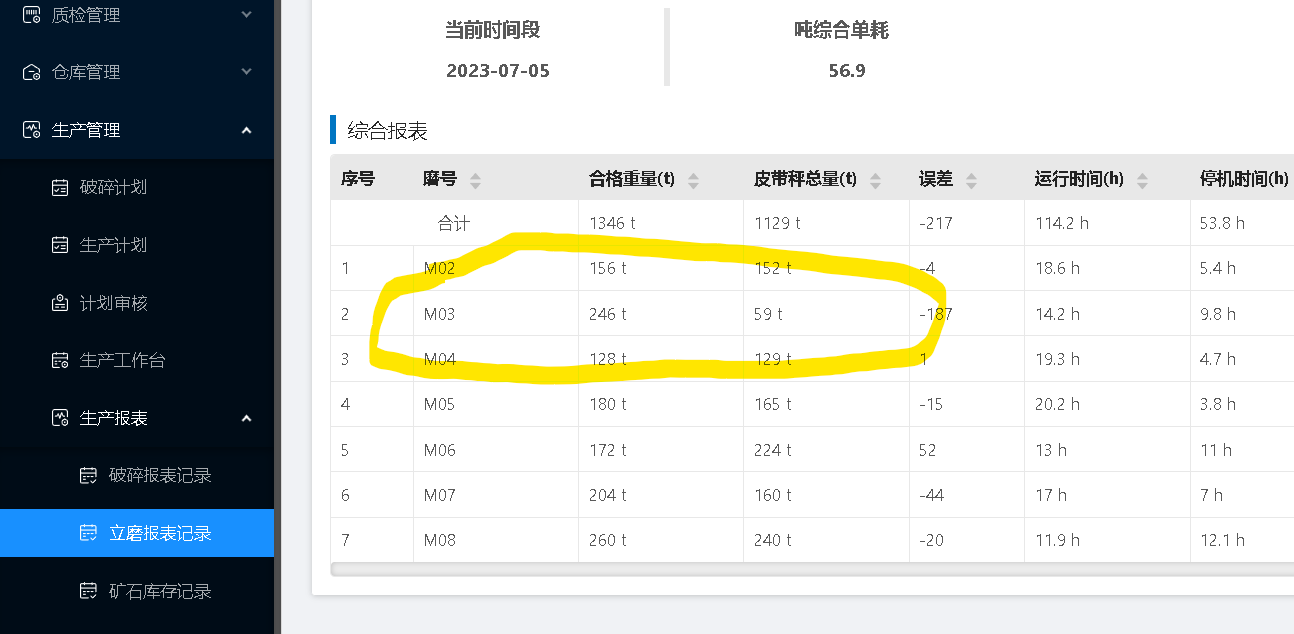 质检管理
仓库管理
生产管理
破碎计划
生产计划
计划审核
生产工作台
生产报表
破碎报表记录
立磨报表记录
矿石库存记录
当前时间段 吨综合单耗
2023-07-05 56.9
综合报表
序号 磨号 合格重量(t) 皮带秤总量(t) 误差 运行时间(h) 停机时间(h)
合计 1346 t 1129 t -217 114.2 h 53.8 h
1 M02 156 t 152 t -4 18.6 h 5.4 h
2 M03 246 t 59 t -187 14.2 h 9.8 h
3 M04 128 t 129 t 1 19.3 h 4.7 h
4 M05 180 t 165 t -15 20.2 h 3.8 h
5 M06 172 t 224 t 52 13 h 11 h
6 M07 204 t 160 t -44 17 h 7 h
7 M08 260 t 240 t -20 11.9 h 12.1 h